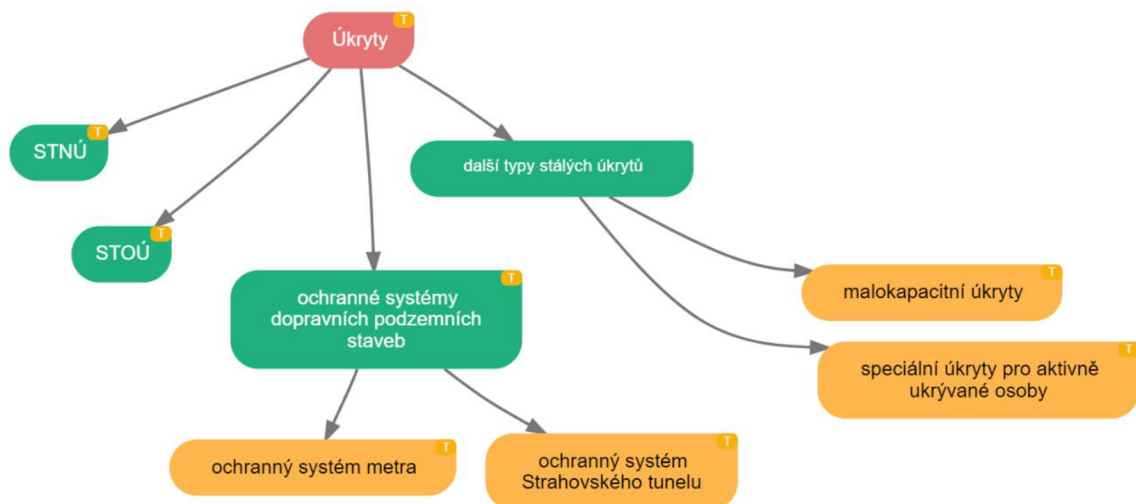 T
Úkryty
T
STNÚ
další typy stálých úkrytů
T
STOÚ
T
ochranné systémy
dopravních podzemních
staveb
T
malokapacitní úkryty
T
speciální úkryty pro aktivně
ukrývané osoby
T
ochranný systém metra
T
ochranný systém
Strahovského tunelu